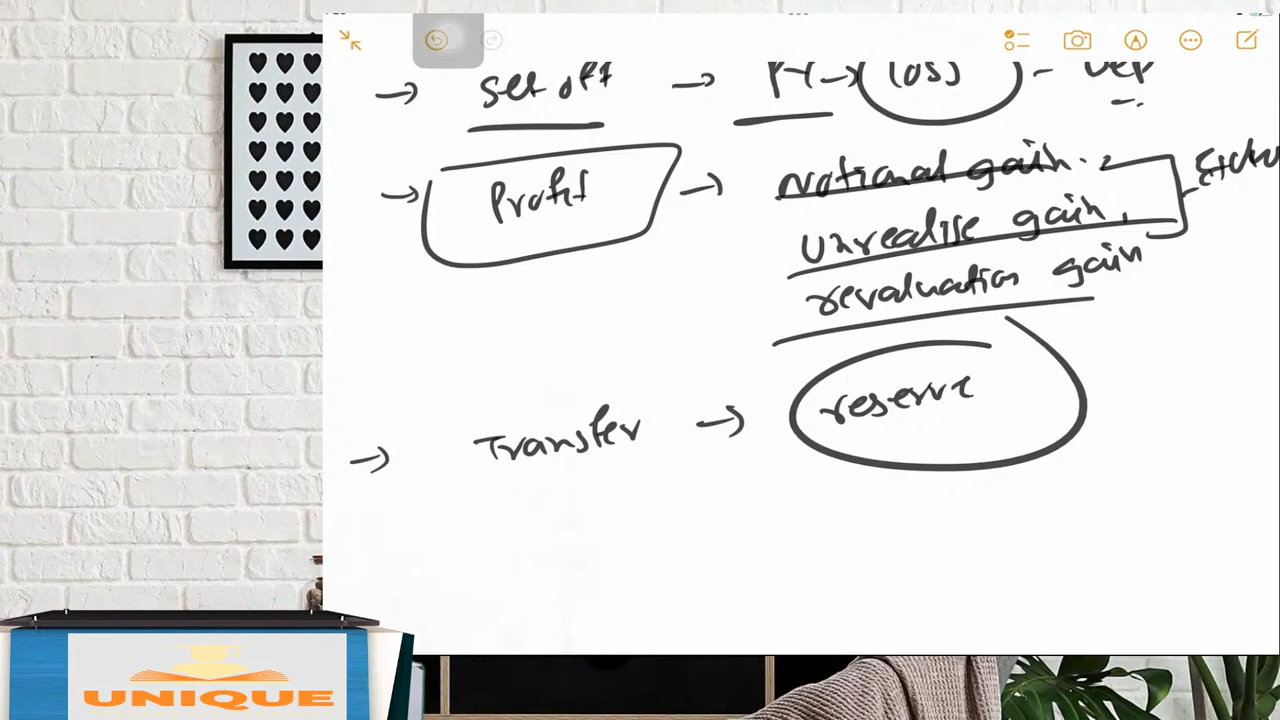 → set off → PY → loss - Dep
→ Profit → notional gain.
unrealise gain,
revaluation gain
→ Transfer → reserve
UNIQUE